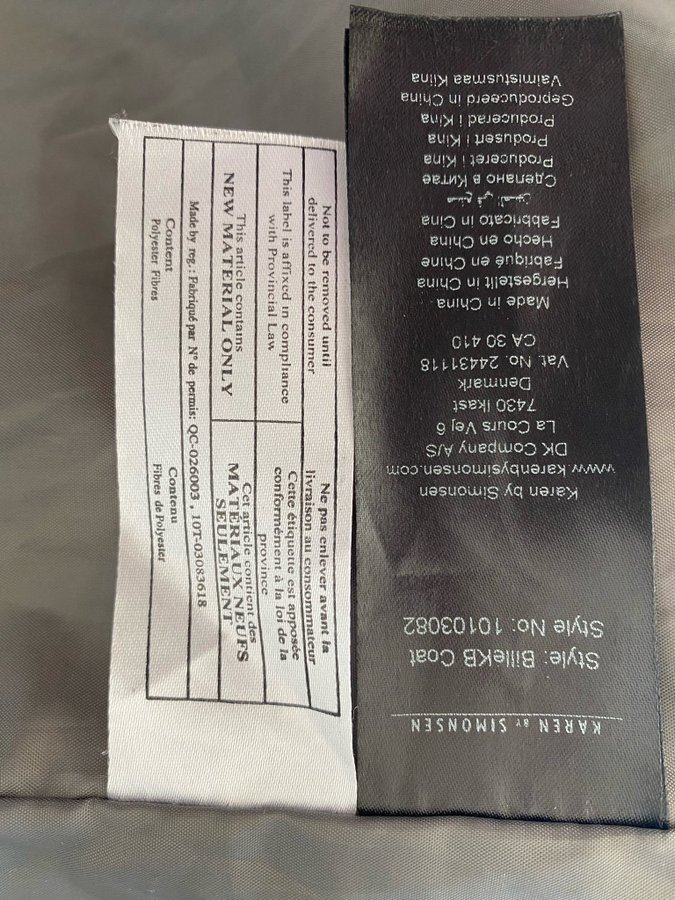 KAREN BY SIMONSEN
Style: BilleKB Coat
Style No: 10103082
Karen by Simonsen
www.karenbysimonsen.com
DK Company A/S
La Cours Vej 6
7430 Ikast
Denmark
Vat. No. 24431118
CA 30 410
Made in China
Hergestellt in China
Fabriqué en Chine
Hecho en China
Fabbricato in Cina
صنع في الصين
Сделано в Китае
Produceret i Kina
Produsert i Kina
Producerad i Kina
Geproduceerd in China
Valmistusmaa Kiina
Not to be removed until
delivered to the consumer
Ne pas enlever avant la
livraison au consommateur
This label is affixed in compliance
with Provincial Law
Cette étiquette est apposée
conformément à la loi de la
province
This article contains
NEW MATERIAL ONLY
Cet article contient des
MATÉRIAUX NEUFS
SEULEMENT
Made by reg.: Fabriqué par N° de permis: QC-026003 , 10T-03083618
Content
Polyester Fibres
Contenu
Fibres de Polyester